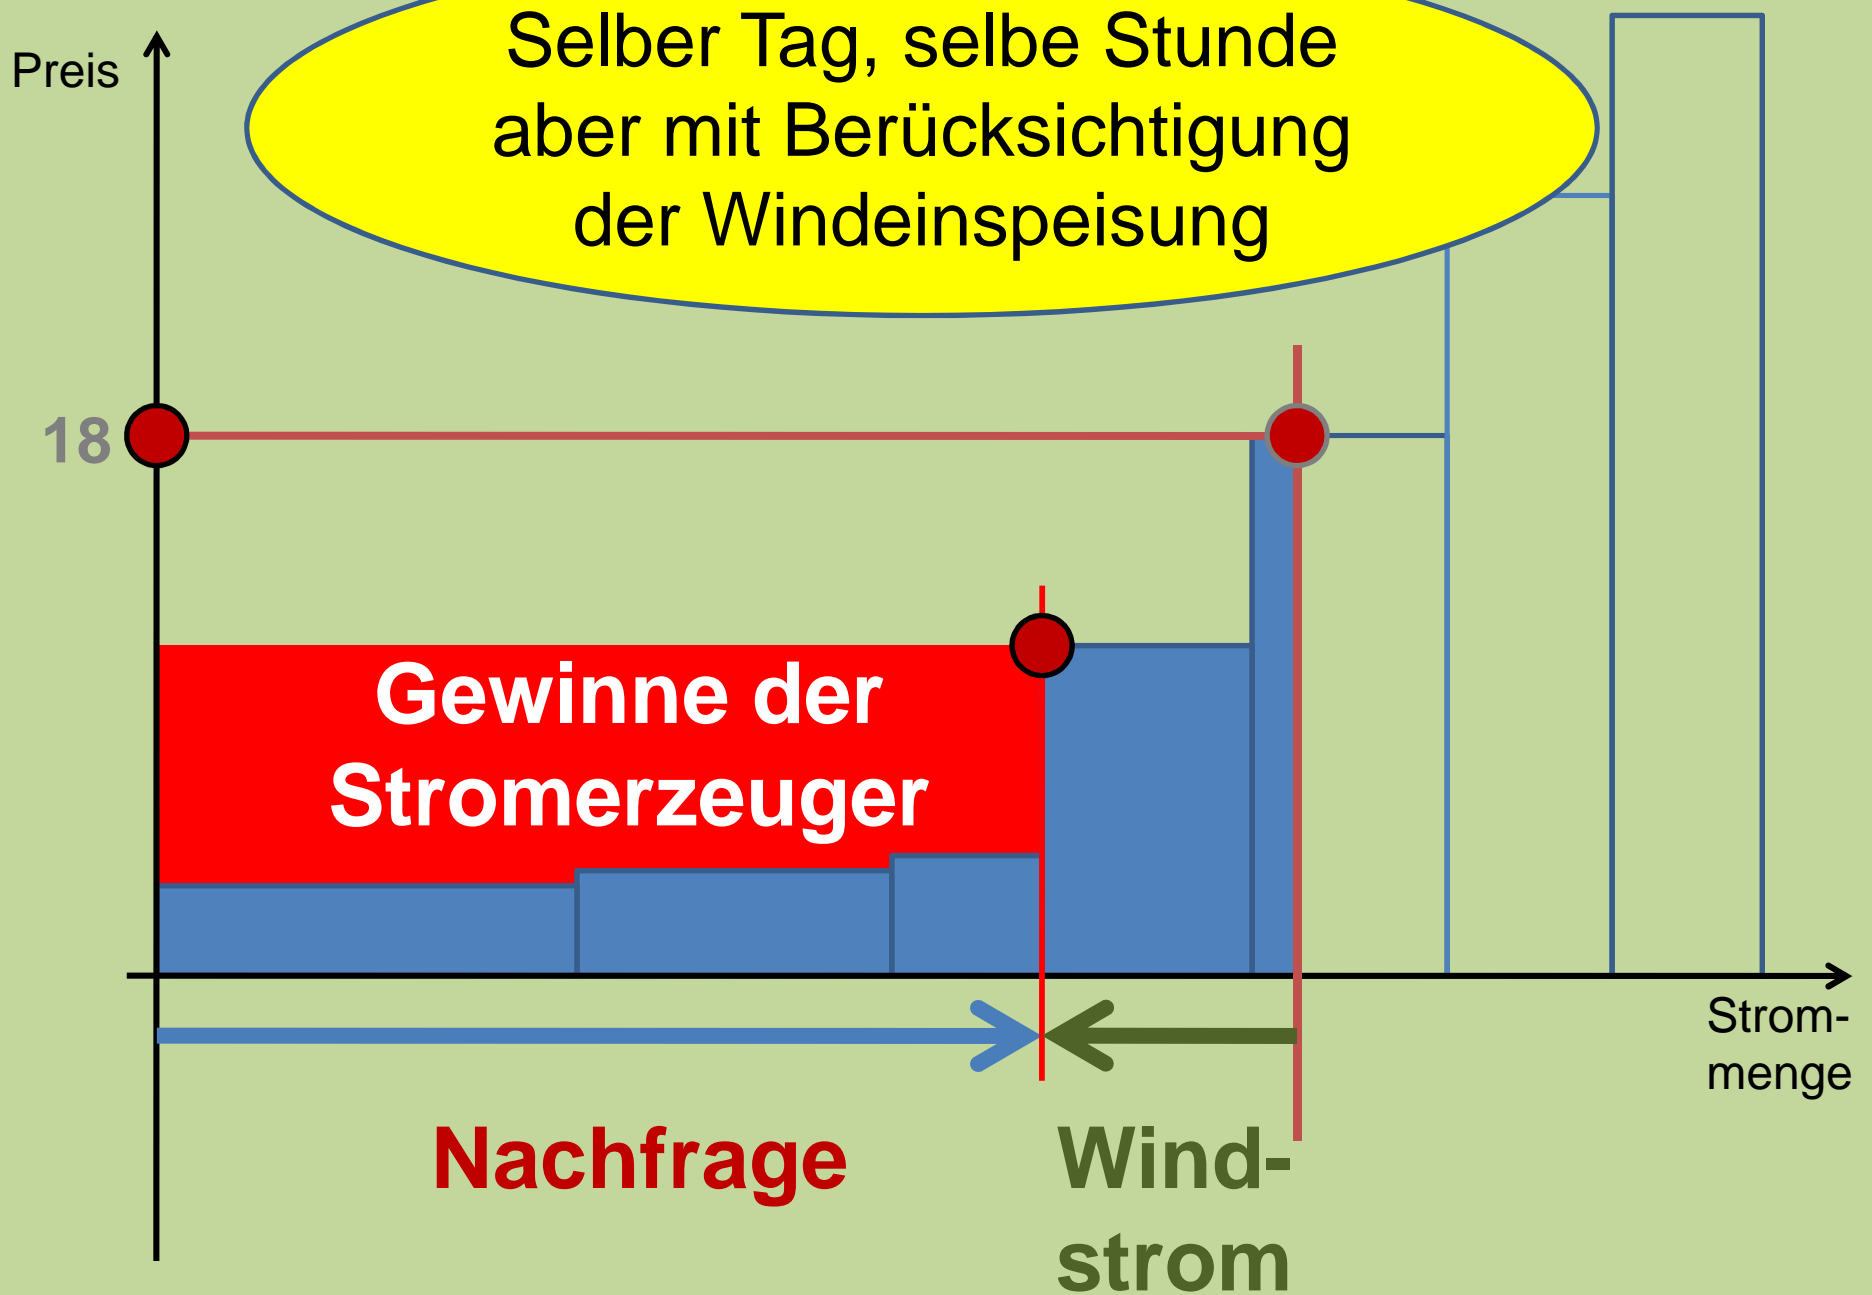 Selber Tag, selbe Stunde
aber mit Berücksichtigung
der Windeinspeisung
Preis
18
Gewinne der
Stromerzeuger
Strom-
menge
Nachfrage
Wind-
strom